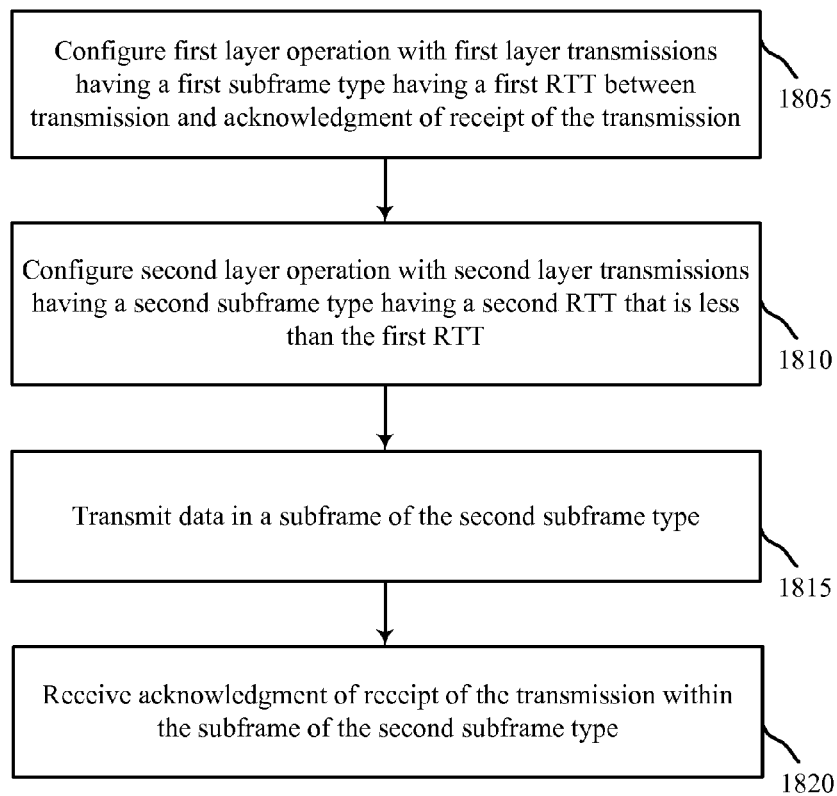 Configure first layer operation with first layer transmissions
having a first subframe type having a first RTT between
transmission and acknowledgment of receipt of the transmission
1805
Configure second layer operation with second layer transmissions
having a second subframe type having a second RTT that is less
than the first RTT
1810
Transmit data in a subframe of the second subframe type
1815
Receive acknowledgment of receipt of the transmission within
the subframe of the second subframe type
1820